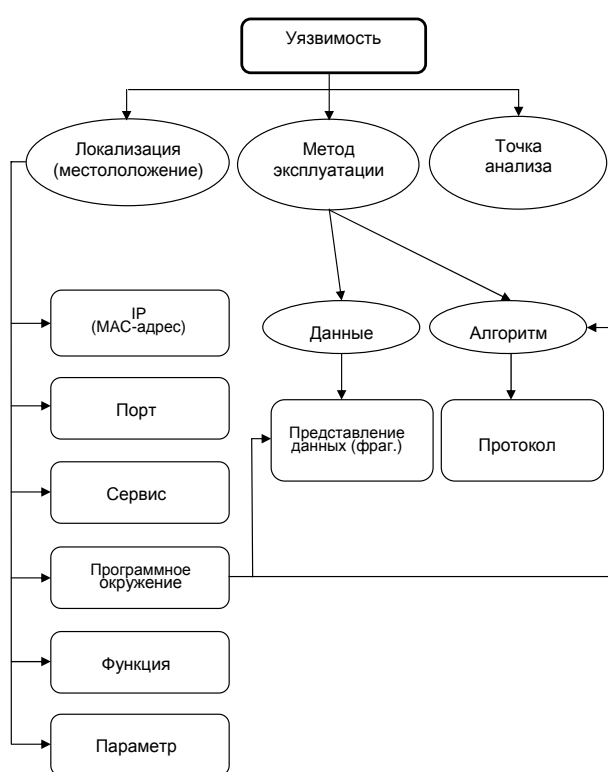 Уязвимость
Локализация
(местололожение)
Метод
эксплуатации
Точка
анализа
IP
(MAC-адрес)
Данные
Алгоритм
Порт
Представление
данных (фраг.)
Протокол
Сервис
Программное
окружение
Функция
Параметр